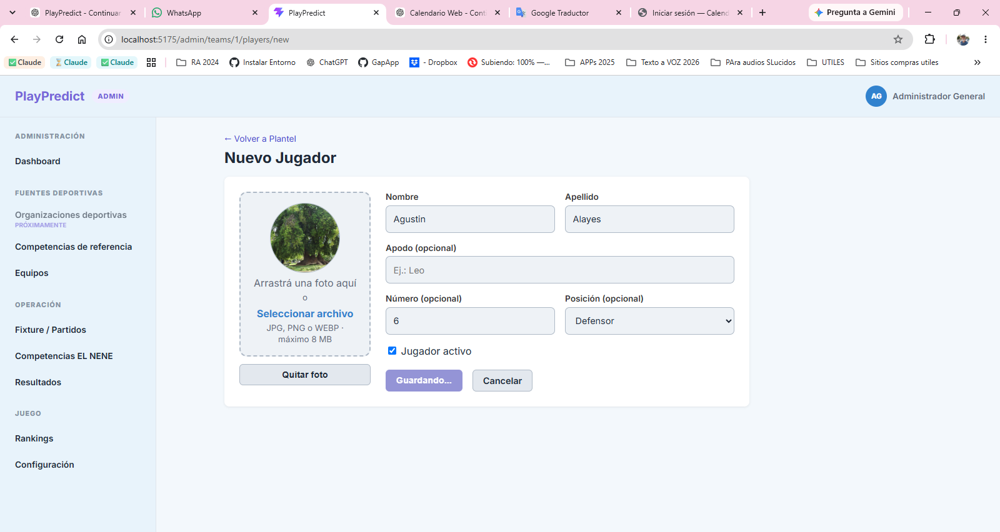 PlayPredict - Continuar
WhatsApp
PlayPredict
Calendario Web - Cont
Google Traductor
Iniciar sesión — Calend
Pregunta a Gemini
localhost:5175/admin/teams/1/players/new
Claude
Claude
Claude
RA 2024
Instalar Entorno
ChatGPT
GapApp
- Dropbox
Subiendo: 100% —...
APPs 2025
Texto a VOZ 2026
PAra audios SLucidos
UTILES
Sitios compras utiles
PlayPredict
ADMIN
AG
Administrador General
ADMINISTRACIÓN
Dashboard
FUENTES DEPORTIVAS
Organizaciones deportivas
PRÓXIMAMENTE
Competencias de referencia
Equipos
OPERACIÓN
Fixture / Partidos
Competencias EL NENE
Resultados
JUEGO
Rankings
Configuración
← Volver a Plantel
Nuevo Jugador
Arrastrá una foto aquí
o
Seleccionar archivo
JPG, PNG o WEBP ·
máximo 8 MB
Quitar foto
Nombre
Agustin
Apellido
Alayes
Apodo (opcional)
Ej.: Leo
Número (opcional)
6
Posición (opcional)
Defensor
Jugador activo
Guardando...
Cancelar